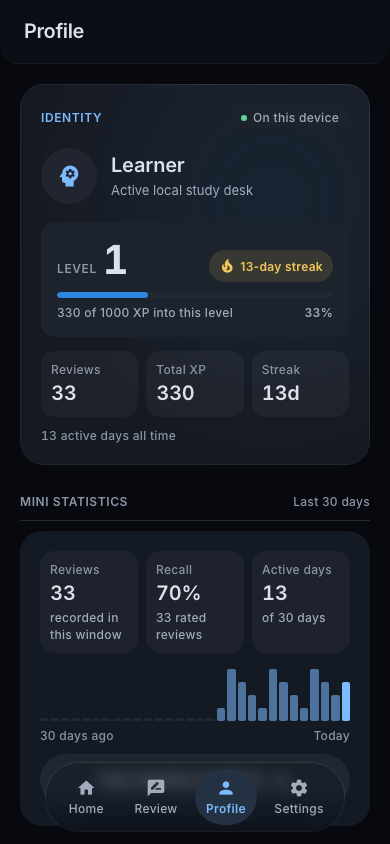 Profile
IDENTITY
On this device
Learner
Active local study desk
LEVEL 1
13-day streak
330 of 1000 XP into this level
33%
Reviews
33
Total XP
330
Streak
13d
13 active days all time
MINI STATISTICS
Last 30 days
Reviews
33
recorded in
this window
Recall
70%
33 rated
reviews
Active days
13
of 30 days
30 days ago
Today
Home
Review
Profile
Settings